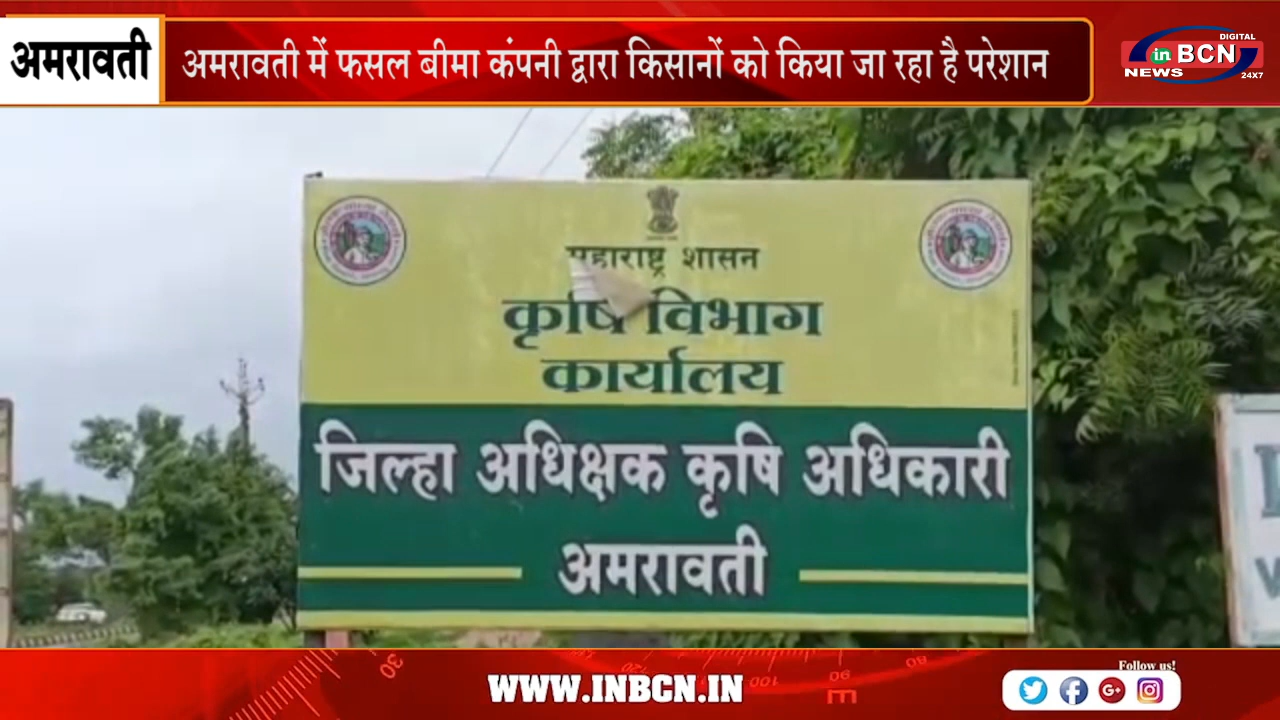 अमरावती
अमरावती में फसल बीमा कंपनी द्वारा किसानों को किया जा रहा है परेशान
DIGITAL
in BCN
NEWS
24X7
महाराष्ट्र शासन
कृषि विभाग
कार्यालय
जिल्हा अधिक्षक कृषि अधिकारी
अमरावती
WWW.INBCN.IN
Follow us!